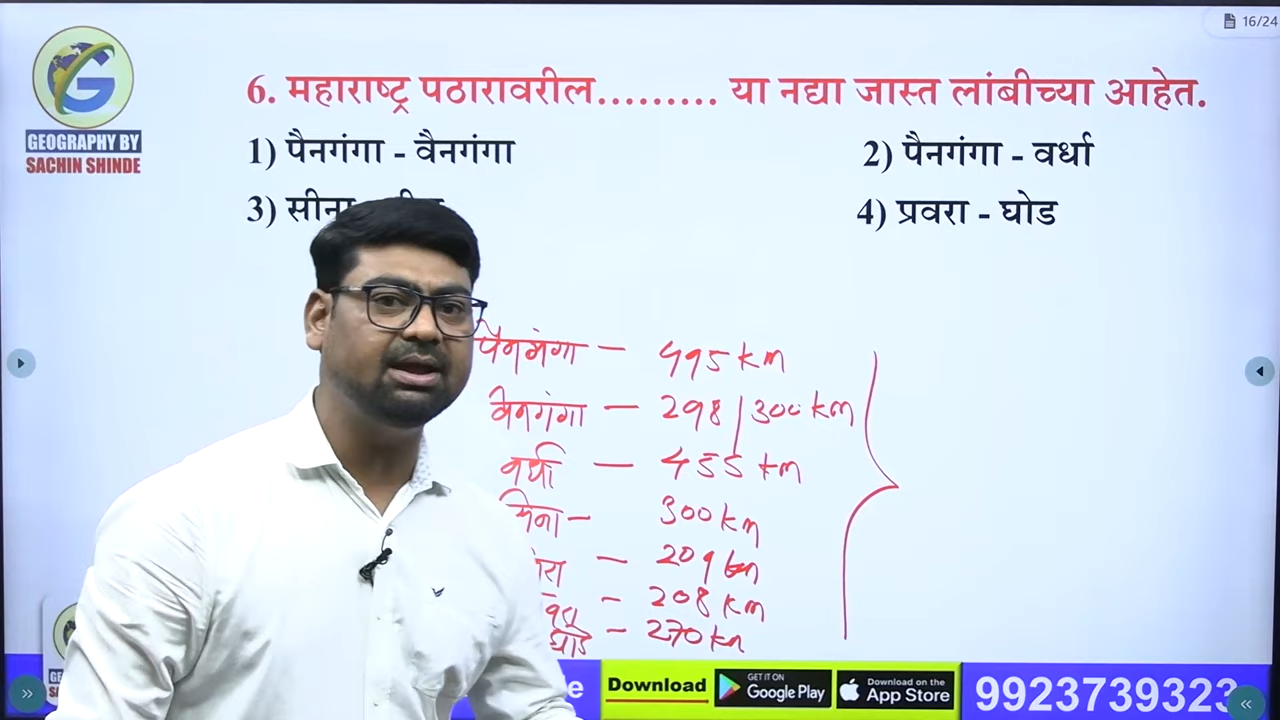 16/24
6. महाराष्ट्र पठारावरील......... या नद्या जास्त लांबीच्या आहेत.
GEOGRAPHY BY
SACHIN SHINDE
1) पैनगंगा - वैनगंगा
2) पैनगंगा - वर्धा
3) सीना
4) प्रवरा - घोड
पैनगंगा - 495 km
वैनगंगा - 298/300 km
वर्धा - 455 km
सिना - 300 km
- 209 km
- 208 km
घोड - 270 km
Download
GET IT ON
Google Play
Download on the
App Store
9923739323